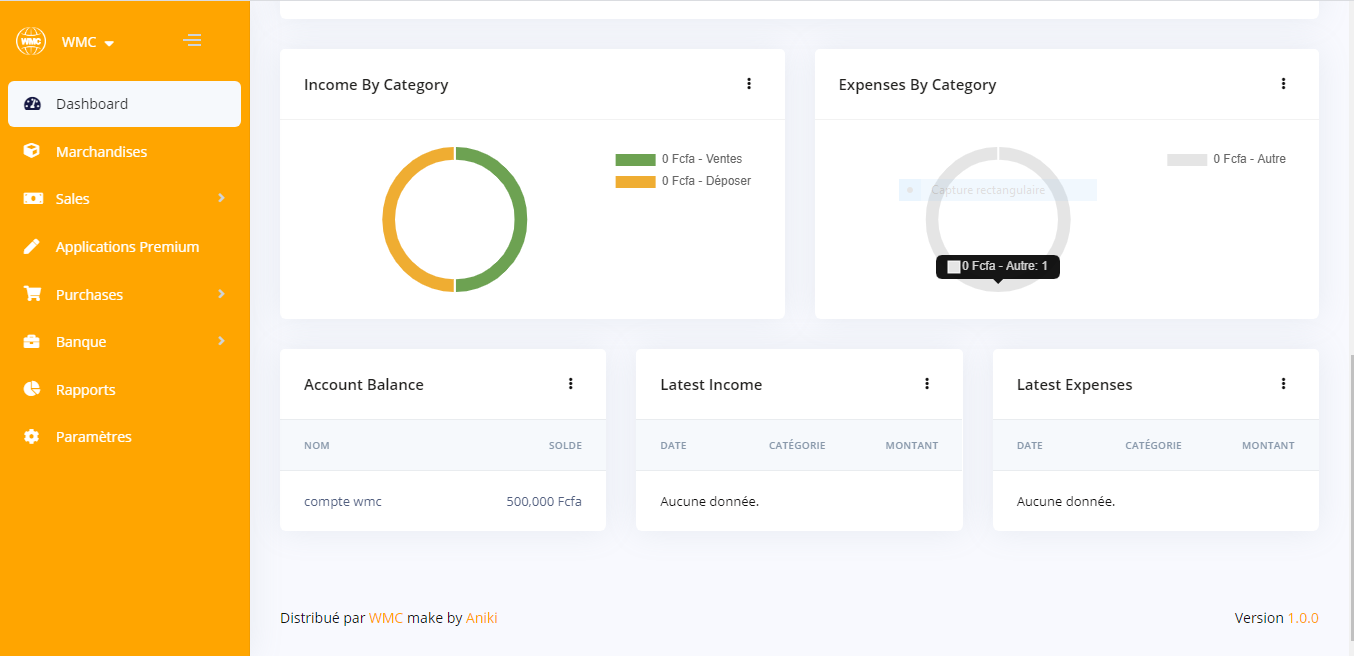 WMC
WMC
Dashboard
Marchandises
Sales
Applications Premium
Purchases
Banque
Rapports
Paramètres
Income By Category
0 Fcfa - Ventes
0 Fcfa - Déposer
Expenses By Category
0 Fcfa - Autre
Capture rectangulaire
0 Fcfa - Autre: 1
Account Balance
NOM SOLDE
compte wmc 500,000 Fcfa
Latest Income
DATE CATÉGORIE MONTANT
Aucune donnée.
Latest Expenses
DATE CATÉGORIE MONTANT
Aucune donnée.
Distribué par WMC make by Aniki
Version 1.0.0